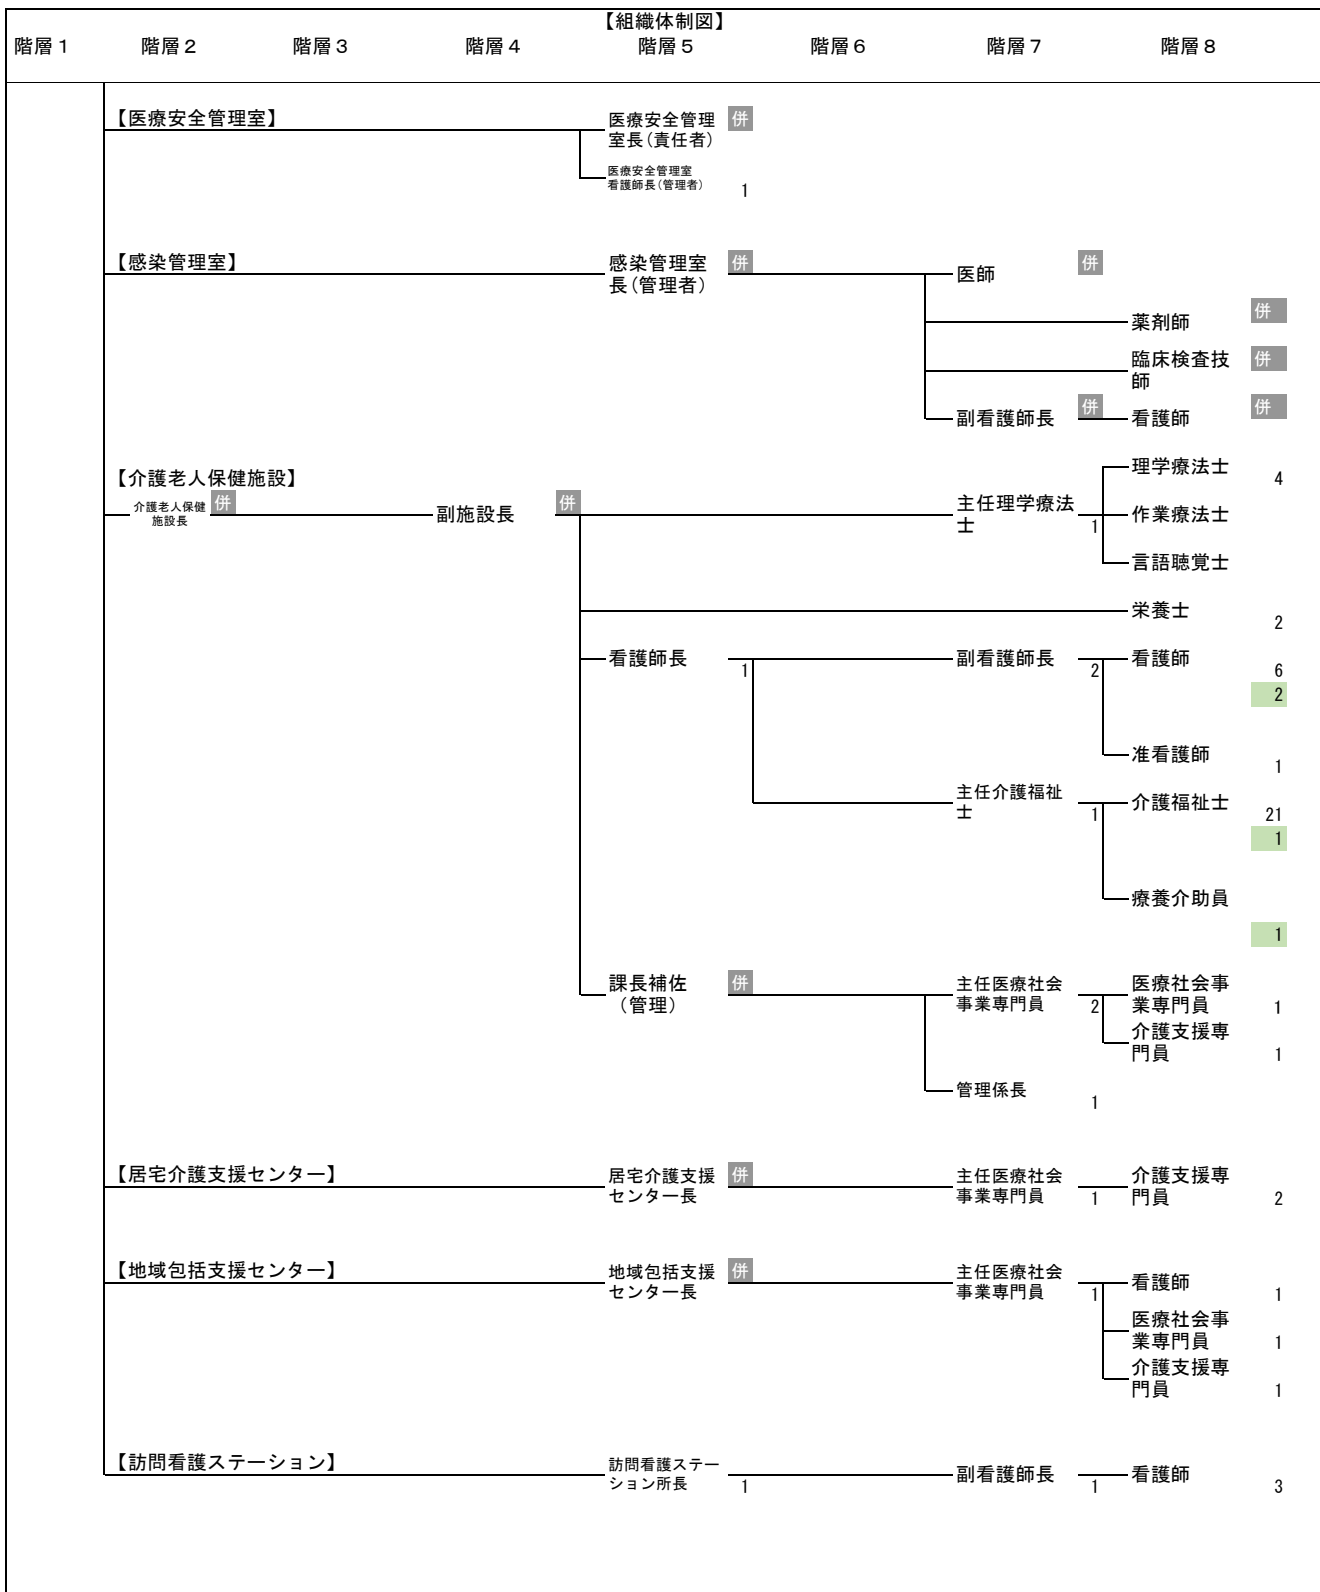 【組織体制図】
階層１ 階層２ 階層３ 階層４ 階層５ 階層６ 階層７ 階層８
【医療安全管理室】
医療安全管理 併
室長(責任者)
医療安全管理室
看護師長(管理者) 1
【感染管理室】
感染管理室 併
長(管理者)
医師 併
薬剤師 併
臨床検査技 併
師
副看護師長 併 看護師 併
【介護老人保健施設】
介護老人保健 併
施設長
副施設長 併
主任理学療法
士 1
理学療法士 4
作業療法士
言語聴覚士
栄養士 2
看護師長 1
副看護師長 2
看護師 6
2
准看護師 1
主任介護福祉
士 1
介護福祉士 21
1
療養介助員
1
課長補佐 併
（管理）
主任医療社会
事業専門員 2
医療社会事
業専門員 1
介護支援専
門員 1
管理係長 1
【居宅介護支援センター】
居宅介護支援 併
センター長
主任医療社会
事業専門員 1
介護支援専
門員 2
【地域包括支援センター】
地域包括支援 併
センター長
主任医療社会
事業専門員 1
看護師 1
医療社会事
業専門員 1
介護支援専
門員 1
【訪問看護ステーション】
訪問看護ステー
ション所長 1
副看護師長 1
看護師 3